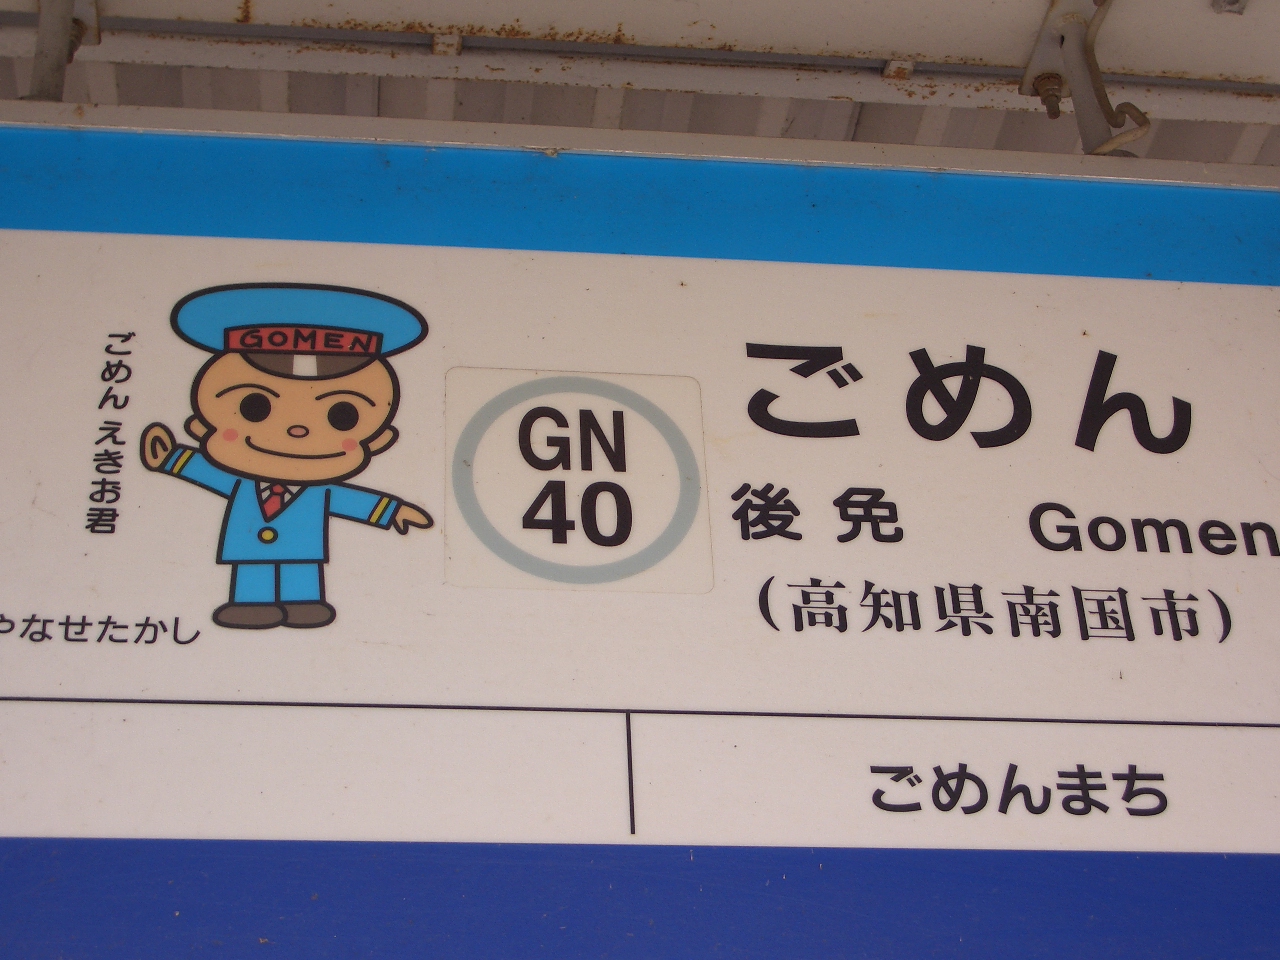 GOMEN
ごめん えきお君
やなせたかし
GN
40
ごめん
後免 Gomen
(高知県南国市)
ごめんまち